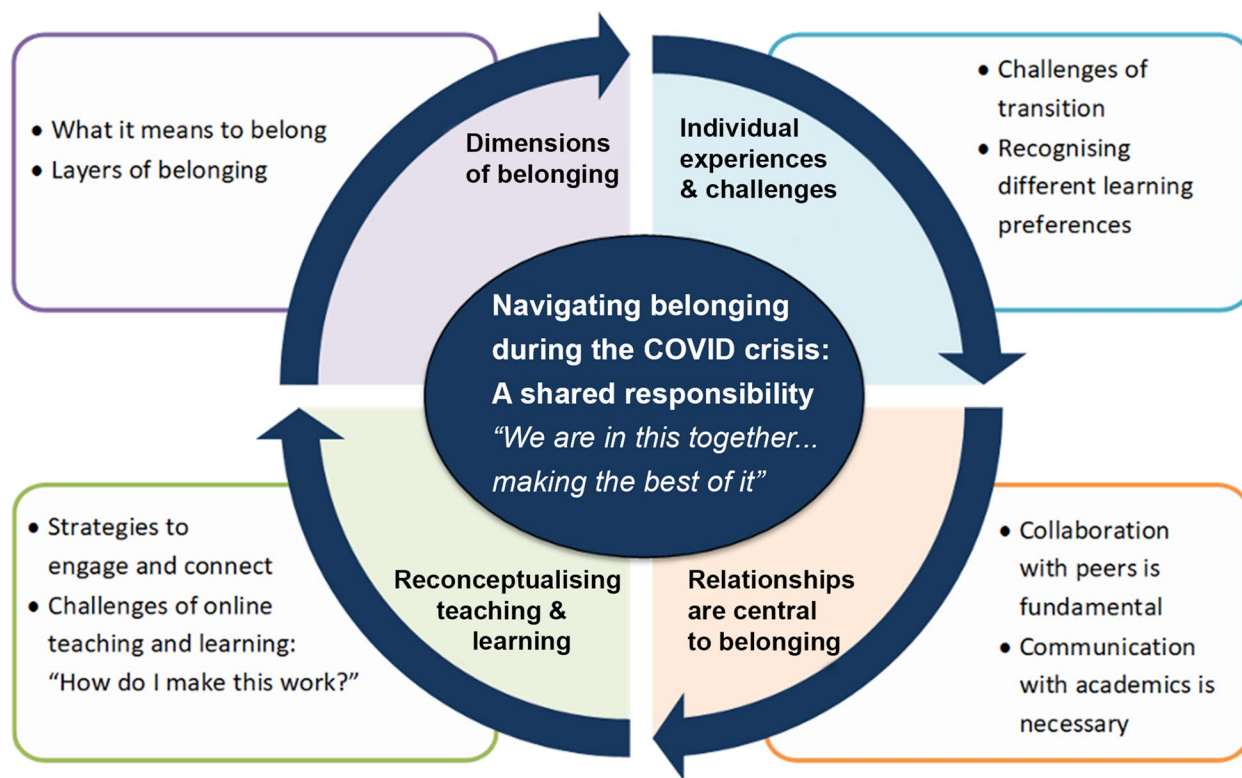 • What it means to belong
• Layers of belonging
Dimensions
of belonging
Individual
experiences
& challenges
• Challenges of
transition
• Recognising
different learning
preferences
Navigating belonging
during the COVID crisis:
A shared responsibility
“We are in this together...
making the best of it”
• Strategies to
engage and connect
• Challenges of online
teaching and learning:
“How do I make this work?”
Reconceptualising
teaching &
learning
Relationships
are central
to belonging
• Collaboration
with peers is
fundamental
• Communication
with academics is
necessary